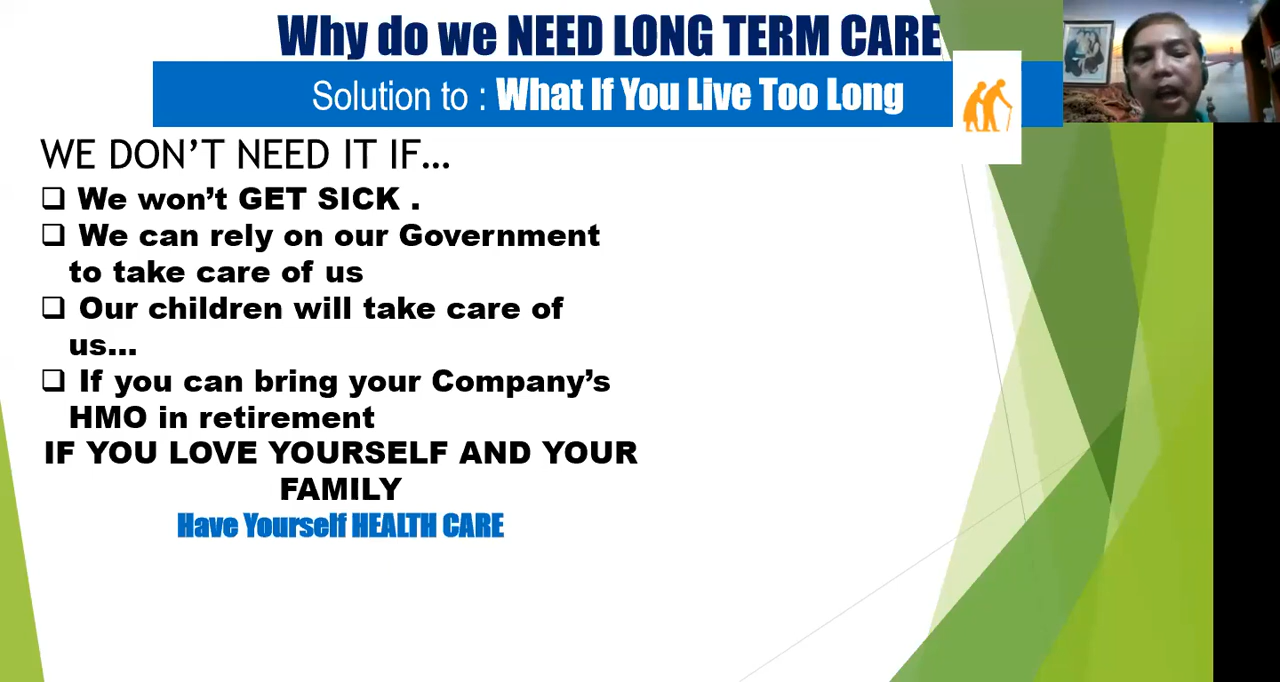 Why do we NEED LONG TERM CARE
Solution to : What If You Live Too Long
WE DON’T NEED IT IF…
❑ We won’t GET SICK .
❑ We can rely on our Government
to take care of us
❑ Our children will take care of
us…
❑ If you can bring your Company’s
HMO in retirement
IF YOU LOVE YOURSELF AND YOUR
FAMILY
Have Yourself HEALTH CARE